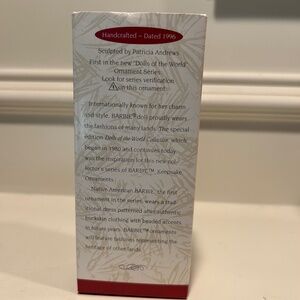 Handcrafted – Dated 1996
Sculpted by Patricia Andrews
First in the new "Dolls of the World"
Ornament Series
Look for series verification
1 on this ornament.
Internationally known for her charm
and style, BARBIE® doll proudly wears
the fashions of many lands. The special
edition Dolls of the World Collection, which
began in 1980 and continues today,
was the inspiration for this new col-
lector's series of BARBIE™ Keepsake
Ornaments.
Native American BARBIE, the first
ornament in the series, wears a trad-
itional dress patterned after authentic
buckskin clothing with beaded accents.
In future years, BARBIE™ ornaments
will feature fashions representing the
heritage of other lands.